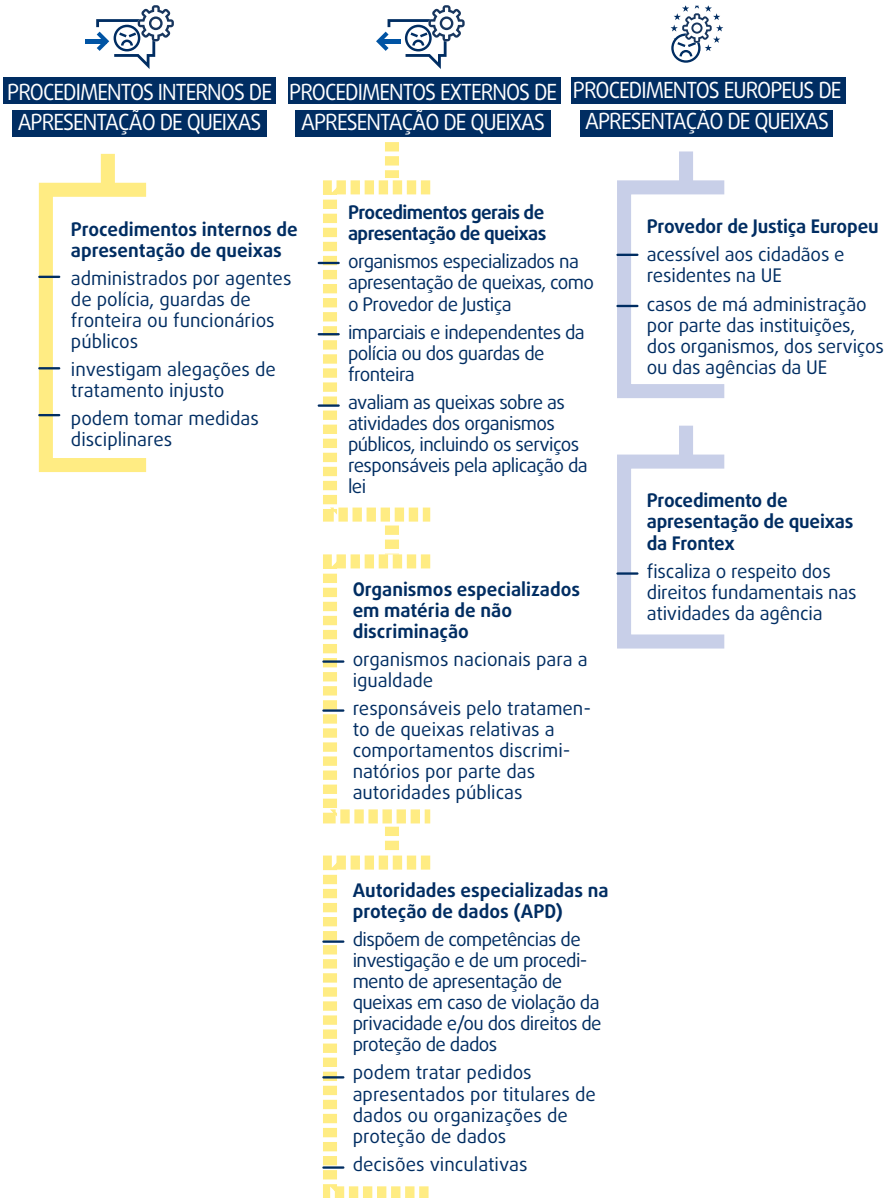 PROCEDIMENTOS INTERNOS DE
APRESENTAÇÃO DE QUEIXAS
Procedimentos internos de
apresentação de queixas
administrados por agentes
de polícia, guardas de
fronteira ou funcionários
públicos
investigam alegações de
tratamento injusto
podem tomar medidas
disciplinares
PROCEDIMENTOS EXTERNOS DE
APRESENTAÇÃO DE QUEIXAS
Procedimentos gerais de
apresentação de queixas
organismos especializados na
apresentação de queixas, como
o Provedor de Justiça
imparciais e independentes da
polícia ou dos guardas de
fronteira
avaliam as queixas sobre as
atividades dos organismos
públicos, incluindo os serviços
responsáveis pela aplicação da
lei
Organismos especializados
em matéria de não
discriminação
organismos nacionais para a
igualdade
responsáveis pelo tratamen-
to de queixas relativas a
comportamentos discrimi-
natórios por parte das
autoridades públicas
Autoridades especializadas na
proteção de dados (APD)
dispõem de competências de
investigação e de um procedi-
mento de apresentação de
queixas em caso de violação da
privacidade e/ou dos direitos de
proteção de dados
podem tratar pedidos
apresentados por titulares de
dados ou organizações de
proteção de dados
decisões vinculativas
PROCEDIMENTOS EUROPEUS DE
APRESENTAÇÃO DE QUEIXAS
Provedor de Justiça Europeu
acessível aos cidadãos e
residentes na UE
casos de má administração
por parte das instituições,
dos organismos, dos serviços
ou das agências da UE
Procedimento de
apresentação de queixas
da Frontex
fiscaliza o respeito dos
direitos fundamentais nas
atividades da agência